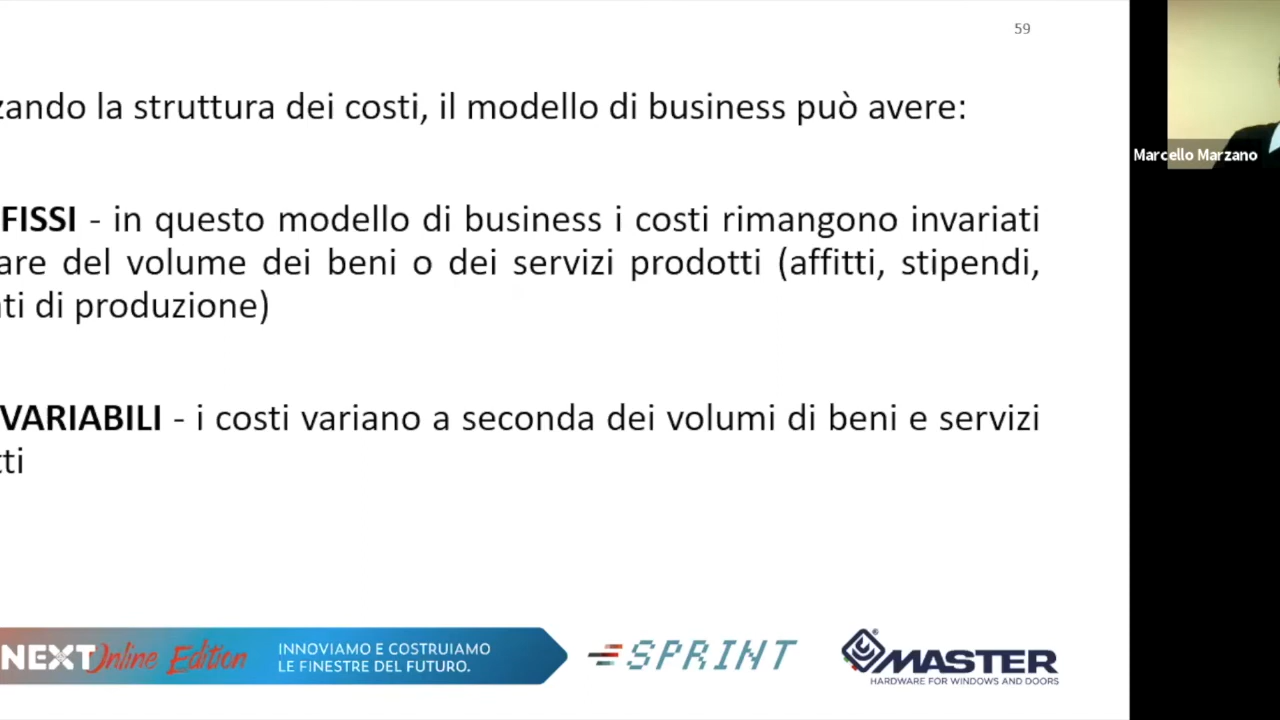 59
zando la struttura dei costi, il modello di business può avere:
FISSI - in questo modello di business i costi rimangono invariati
are del volume dei beni o dei servizi prodotti (affitti, stipendi,
ti di produzione)
VARIABILI - i costi variano a seconda dei volumi di beni e servizi
tti
Marcello Marzano
NEXT Online Edition
INNOVIAMO E COSTRUIAMO
LE FINESTRE DEL FUTURO.
SPRINT
MASTER
HARDWARE FOR WINDOWS AND DOORS